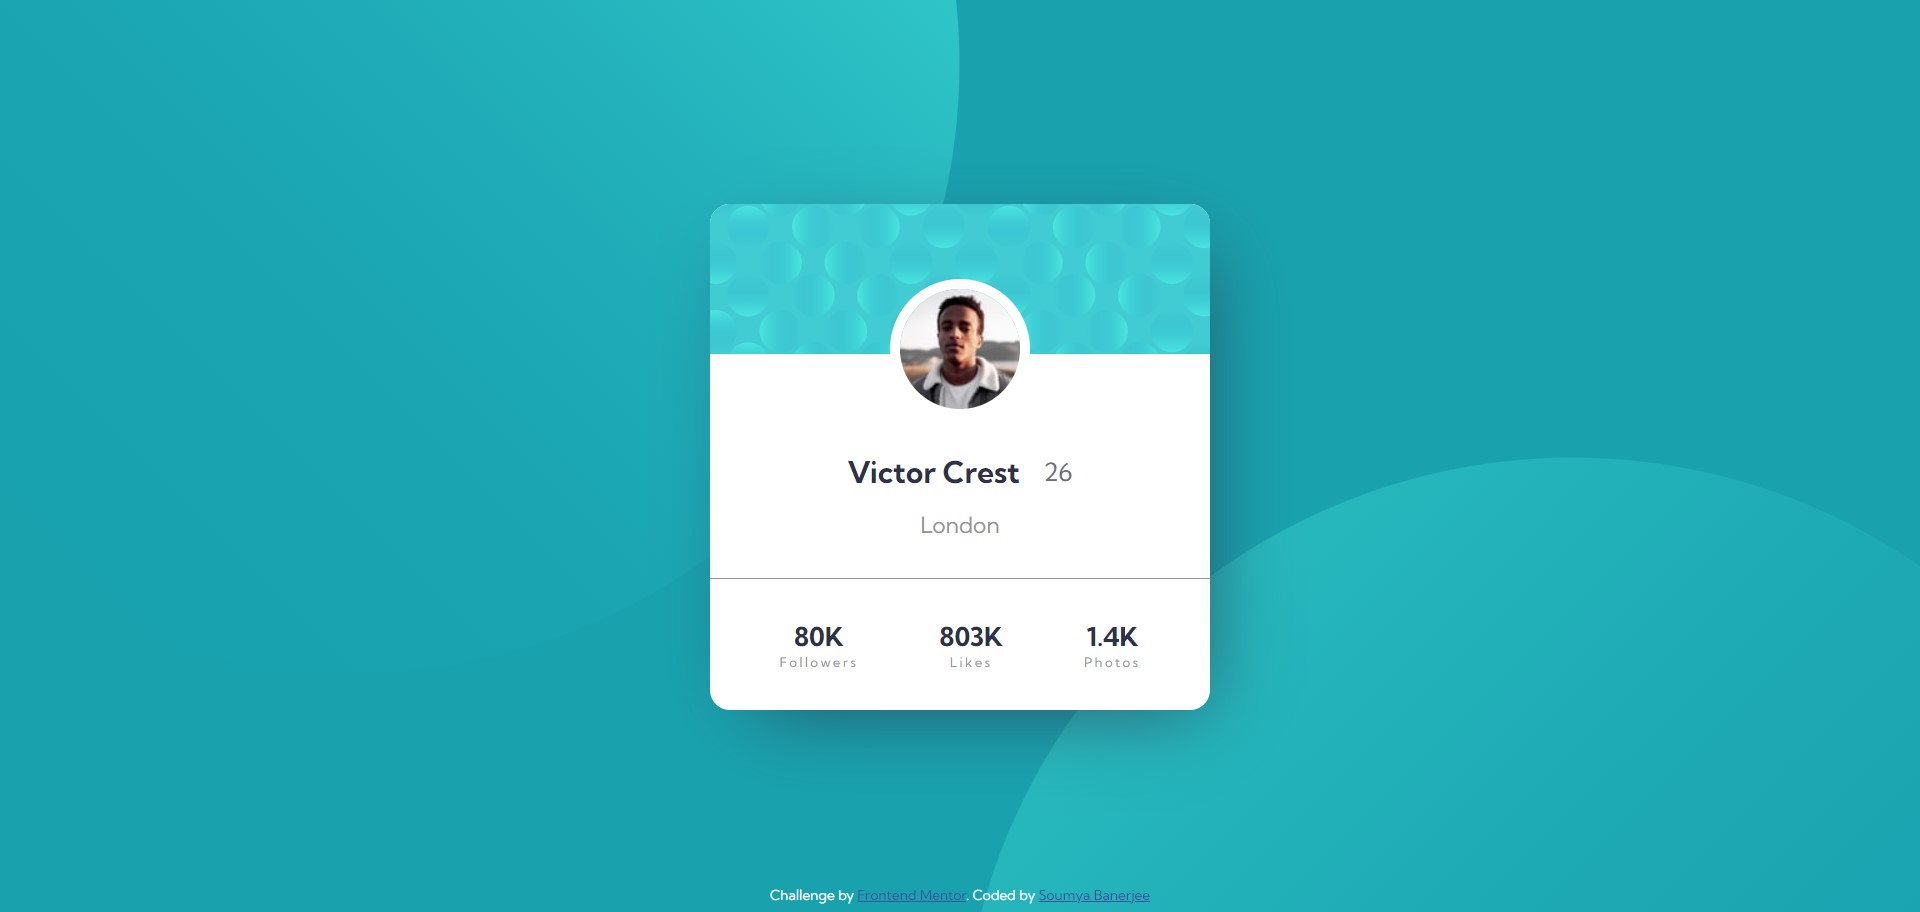 Victor Crest 26
London
80K 803K 1.4K
Followers Likes Photos
Challenge by Frontend Mentor. Coded by Soumya Banerjee